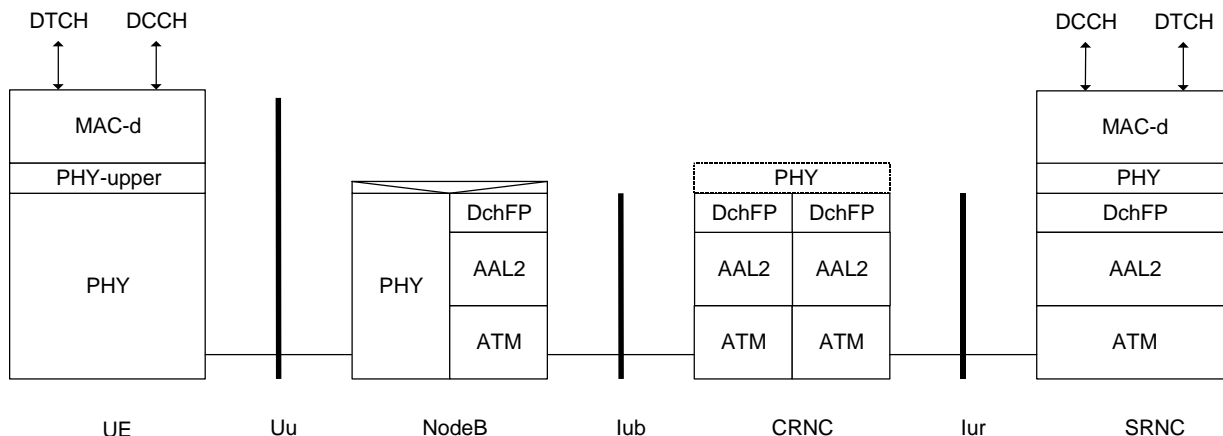 DTCH DCCH DCCH DTCH
MAC-d MAC-d
PHY-upper PHY PHY
DchFP DchFP DchFP DchFP
PHY PHY AAL2 AAL2 AAL2 AAL2
ATM ATM ATM ATM
UE Uu NodeB Iub CRNC Iur SRNC